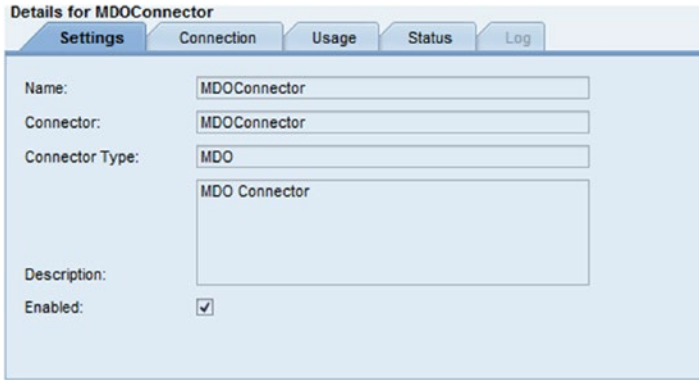 Details for MDOConnector
Settings Connection Usage Status Log
Name: MDOConnector
Connector: MDOConnector
Connector Type: MDO
MDO Connector
Description:
Enabled: